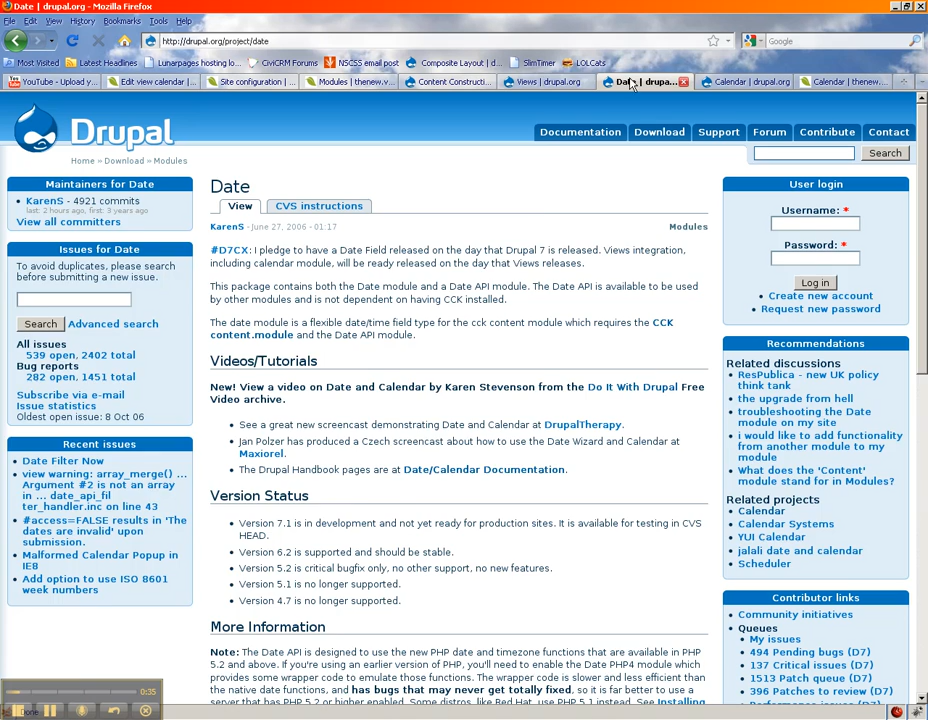 Date | drupal.org - Mozilla Firefox
File Edit View History Bookmarks Tools Help
http://drupal.org/project/date
Google
Most Visited Latest Headlines Lunarpages hosting lo... CiviCRM Forums NSCSS email post Composite Layout (d... SlimTimer LOLCats
YouTube - Upload y... Edit view calendar |... Site configuration |... Modules | thenew.v... Content Constructi... Views | drupal.org Date | drupa... Calendar | drupal.org Calendar | thenew...
Drupal
Documentation Download Support Forum Contribute Contact
Home » Download » Modules
Search
Maintainers for Date
KarenS - 4921 commits
last: 2 hours ago, first: 3 years ago
View all committers
Issues for Date
To avoid duplicates, please search
before submitting a new issue.
Search Advanced search
All issues
539 open, 2402 total
Bug reports
282 open, 1451 total
Subscribe via e-mail
Issue statistics
Oldest open issue: 8 Oct 06
Recent issues
Date Filter Now
view warning: array_merge() ...
Argument #2 is not an array
in ... date_api_fil
ter_handler.inc on line 43
#access=FALSE results in 'The
dates are invalid' upon
submission.
Malformed Calendar Popup in
IE8
Add option to use ISO 8601
week numbers
Date
View CVS instructions
KarenS - June 27, 2006 - 01:17
Modules
#D7CX: I pledge to have a Date Field released on the day that Drupal 7 is released. Views integration,
including calendar module, will be ready released on the day that Views releases.
This package contains both the Date module and a Date API module. The Date API is available to be used
by other modules and is not dependent on having CCK installed.
The date module is a flexible date/time field type for the cck content module which requires the CCK
content.module and the Date API module.
Videos/Tutorials
New! View a video on Date and Calendar by Karen Stevenson from the Do It With Drupal Free
Video archive.
See a great new screencast demonstrating Date and Calendar at DrupalTherapy.
Jan Polzer has produced a Czech screencast about how to use the Date Wizard and Calendar at
Maxiorel.
The Drupal Handbook pages are at Date/Calendar Documentation.
Version Status
Version 7.1 is in development and not yet ready for production sites. It is available for testing in CVS
HEAD.
Version 6.2 is supported and should be stable.
Version 5.2 is critical bugfix only, no other support, no new features.
Version 5.1 is no longer supported.
Version 4.7 is no longer supported.
More Information
Note: The Date API is designed to use the new PHP date and timezone functions that are available in PHP
5.2 and above. If you're using an earlier version of PHP, you'll need to enable the Date PHP4 module which
provides some wrapper code to emulate those functions. The wrapper code is slower and less efficient than
the native date functions, and has bugs that may never get totally fixed, so it is far better to use a
User login
Username: *
Password: *
Log in
Create new account
Request new password
Recommendations
Related discussions
ResPublica - new UK policy
think tank
the upgrade from hell
troubleshooting the Date
module on my site
i would like to add functionality
from another module to my
module
What does the 'Content'
module stand for in Modules?
Related projects
Calendar
Calendar Systems
YUI Calendar
jalali date and calendar
Scheduler
Contributor links
Community initiatives
Queues
My issues
494 Pending bugs (D7)
137 Critical issues (D7)
1513 Patch queue (D7)
396 Patches to review (D7)
0:35
Done